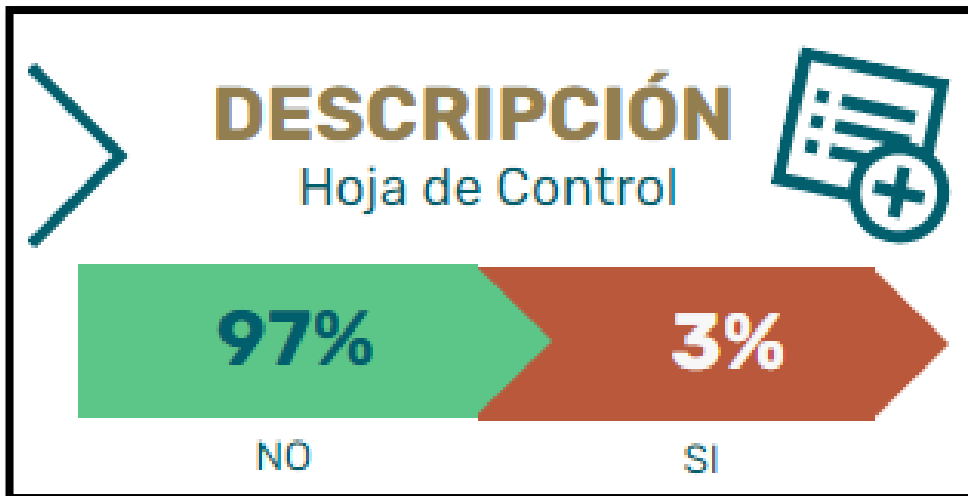 DESCRIPCIÓN
Hoja de Control
97% 3%
NO SI